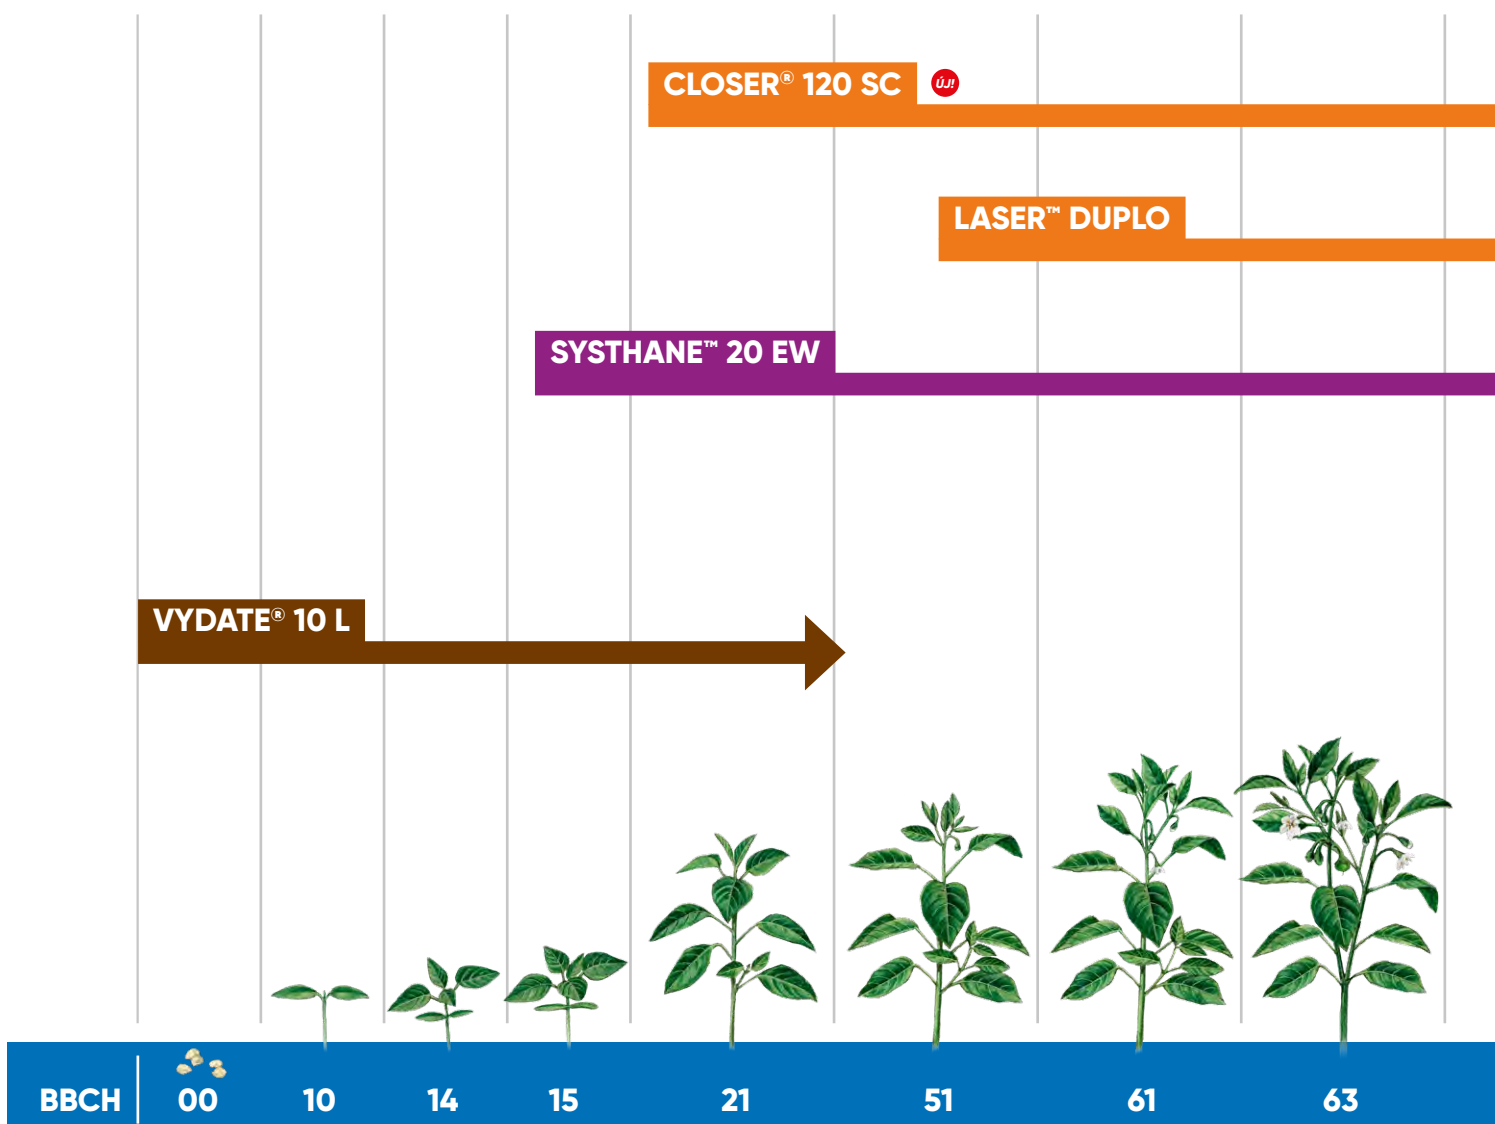 CLOSER® 120 SC
ÚJ!
LASER™ DUPLO
SYSTHANE™ 20 EW
VYDATE® 10 L
BBCH 00 10 14 15 21 51 61 63